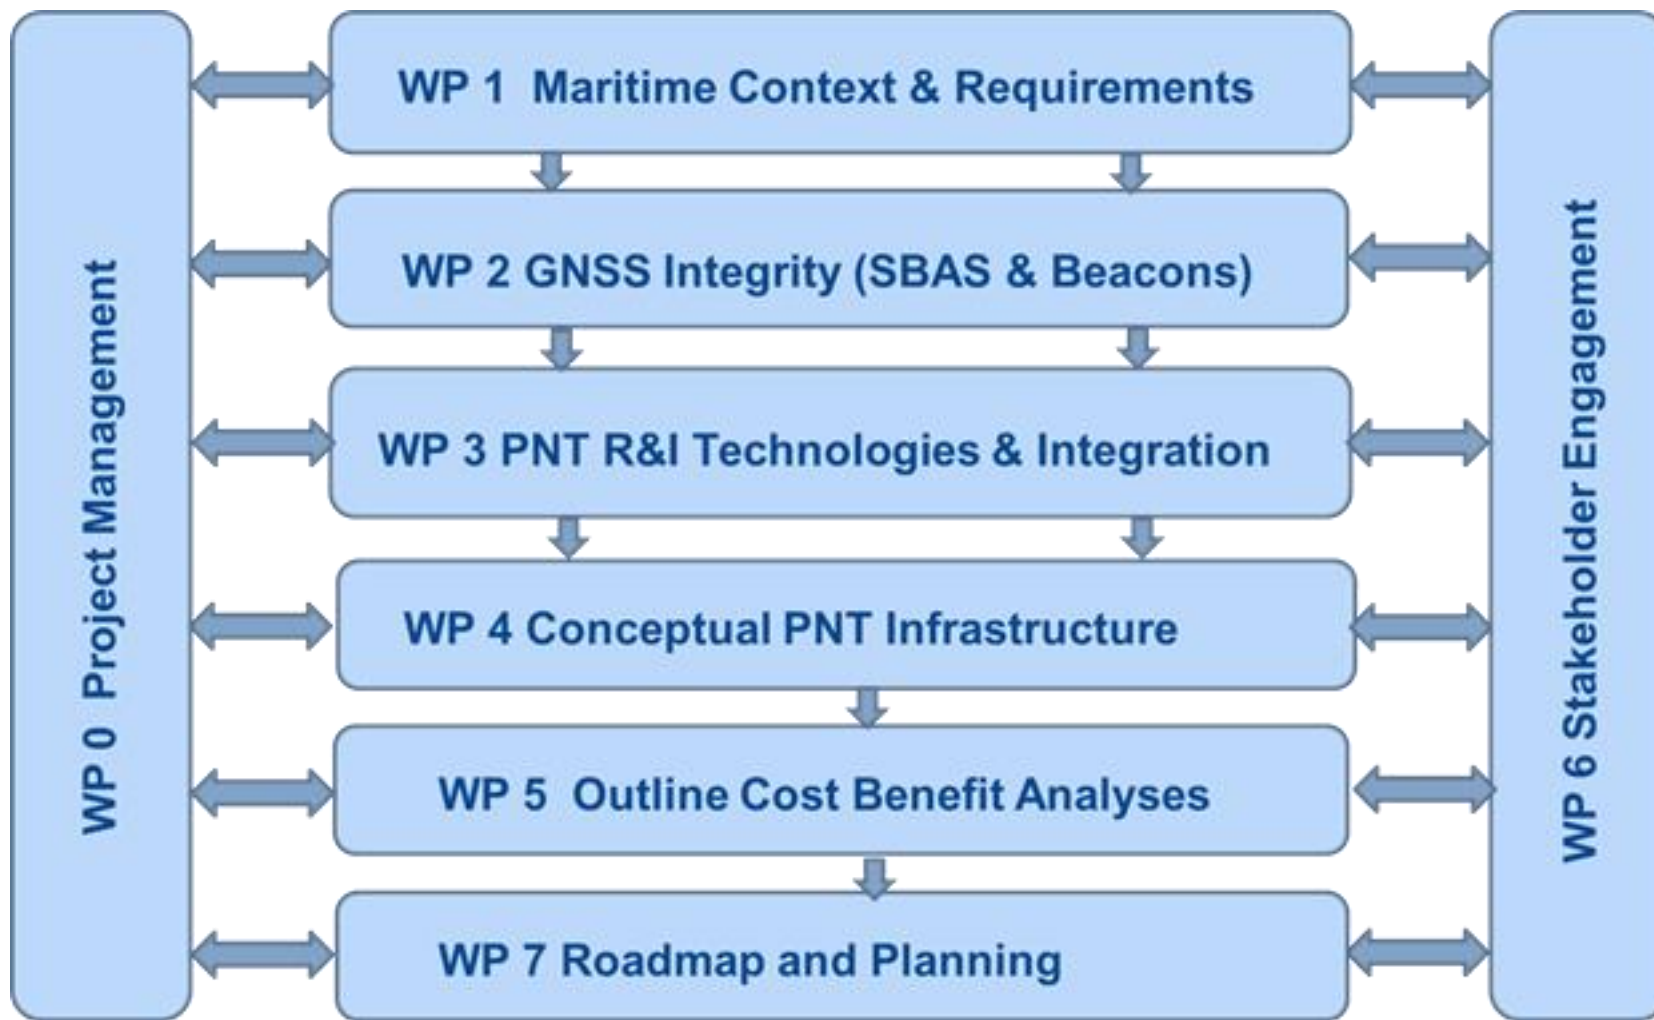 WP 0 Project Management
WP 1 Maritime Context & Requirements
WP 2 GNSS Integrity (SBAS & Beacons)
WP 3 PNT R&I Technologies & Integration
WP 4 Conceptual PNT Infrastructure
WP 5 Outline Cost Benefit Analyses
WP 7 Roadmap and Planning
WP 6 Stakeholder Engagement